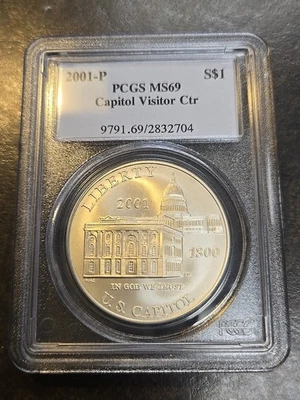 2001-P S$1
PCGS MS69
Capitol Visitor Ctr
9791.69/2832704
LIBERTY
2001
1800
IN GOD WE TRUST
U.S. CAPITOL